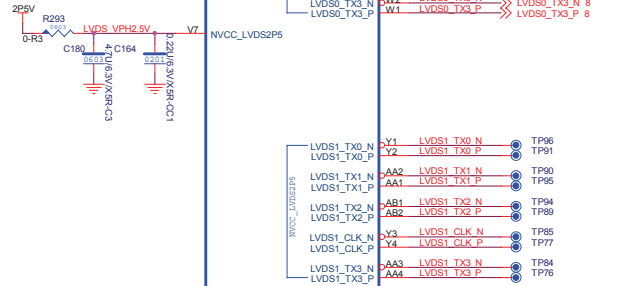 2P5V
R293
0603
0-R3
LVDS_VPH2.5V
V7
NVCC_LVDS2P5
C180
0603
4.7U/6.3V/X5R-C3
C164
0201
0.22U/6.3V/X5R-CC1
LVDS0_TX3_N W2 LVDS0_TX3_N LVDS0_TX3_N 8
LVDS0_TX3_P W1 LVDS0_TX3_P LVDS0_TX3_P 8
NVCC_LVDS2P5
LVDS1_TX0_N Y1 LVDS1_TX0_N TP96
LVDS1_TX0_P Y2 LVDS1_TX0_P TP91
LVDS1_TX1_N AA2 LVDS1_TX1_N TP90
LVDS1_TX1_P AA1 LVDS1_TX1_P TP95
LVDS1_TX2_N AB1 LVDS1_TX2_N TP94
LVDS1_TX2_P AB2 LVDS1_TX2_P TP89
LVDS1_CLK_N Y3 LVDS1_CLK_N TP85
LVDS1_CLK_P Y4 LVDS1_CLK_P TP77
LVDS1_TX3_N AA3 LVDS1_TX3_N TP84
LVDS1_TX3_P AA4 LVDS1_TX3_P TP76